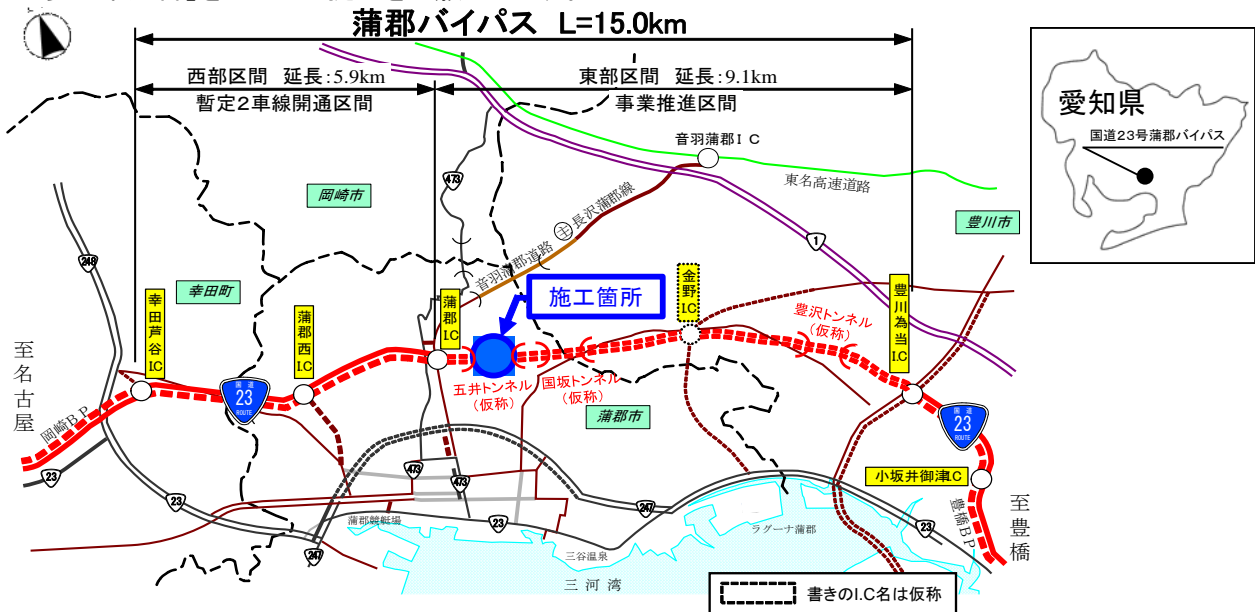 蒲郡バイパス L=15.0km
西部区間 延長:5.9km
暫定2車線開通区間
東部区間 延長:9.1km
事業推進区間
愛知県
国道23号蒲郡バイパス
音羽蒲郡IC
東名高速道路
473
岡崎市
主長沢蒲郡線
音羽蒲郡道路
1
豊川市
248
幸田町
幸田芦谷IC
蒲郡西I.C
蒲郡I.C
施工箇所
金野I.C
豊沢トンネル
(仮称)
豊川為当I.C
至名古屋
岡崎BP
国道
23
ROUTE
五井トンネル
(仮称)
国坂トンネル
(仮称)
蒲郡市
国道
23
ROUTE
小坂井御津I.C
至豊橋
豊橋BP
23
23
473
473
247
蒲郡競艇場
23
ラグーナ蒲郡
23
247
三谷温泉
三河湾
書きのI.C名は仮称